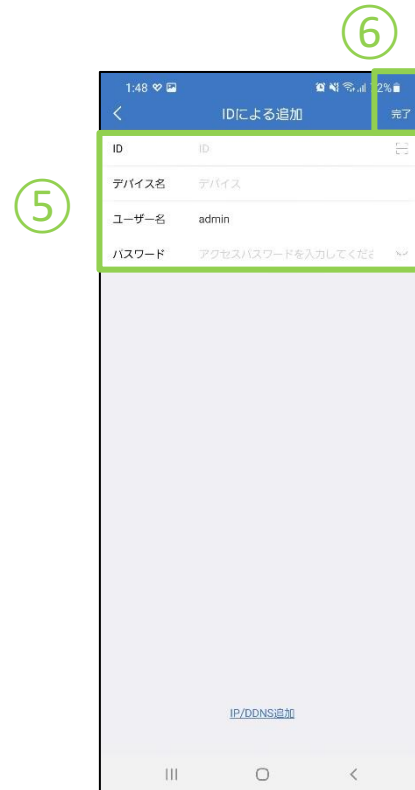 ⑥
1:48 2%
IDによる追加 完了
⑤
ID ID
デバイス名 デバイス
ユーザー名 admin
パスワード アクセスパスワードを入力してくださ
IP/DDNS追加